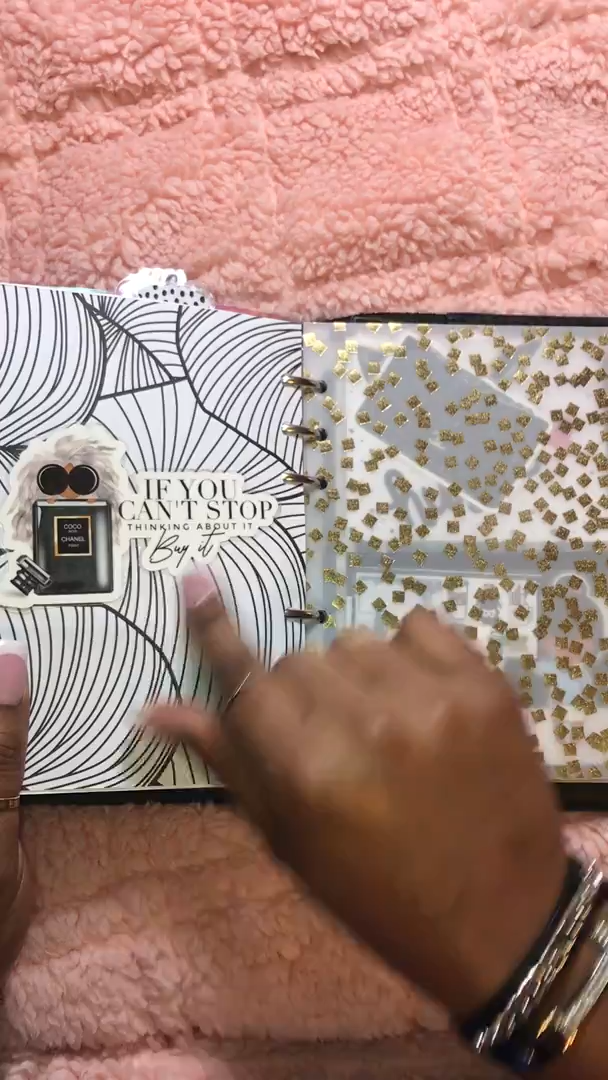 COCO
CHANEL
IF YOU
CAN'T STOP
THINKING ABOUT IT
Buy it